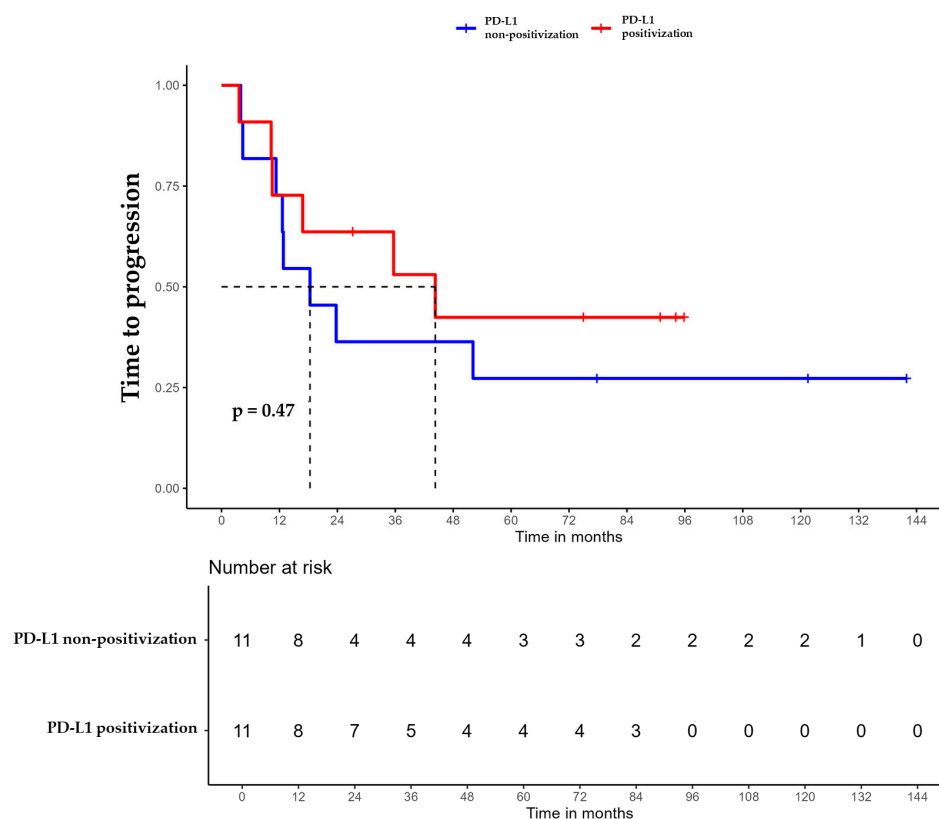 PD-L1
non-positivization
PD-L1
positivization
Time to progression
1.00
0.75
0.50
0.25
0.00
p = 0.47
0 12 24 36 48 60 72 84 96 108 120 132 144
Time in months
Number at risk
PD-L1 non-positivization 11 8 4 4 4 3 3 2 2 2 2 1 0
PD-L1 positivization 11 8 7 5 4 4 4 3 0 0 0 0 0
0 12 24 36 48 60 72 84 96 108 120 132 144
Time in months